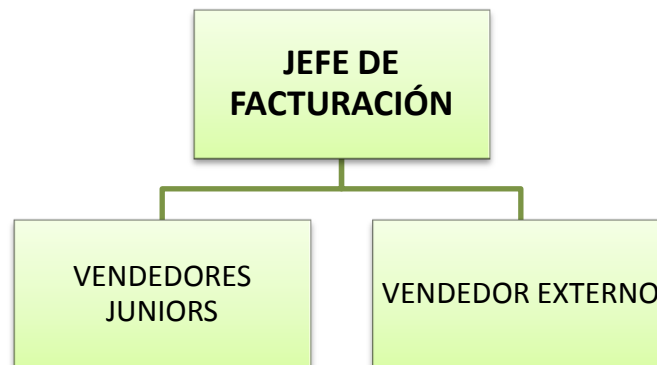 JEFE DE
FACTURACIÓN
VENDEDORES
JUNIORS
VENDEDOR EXTERNO